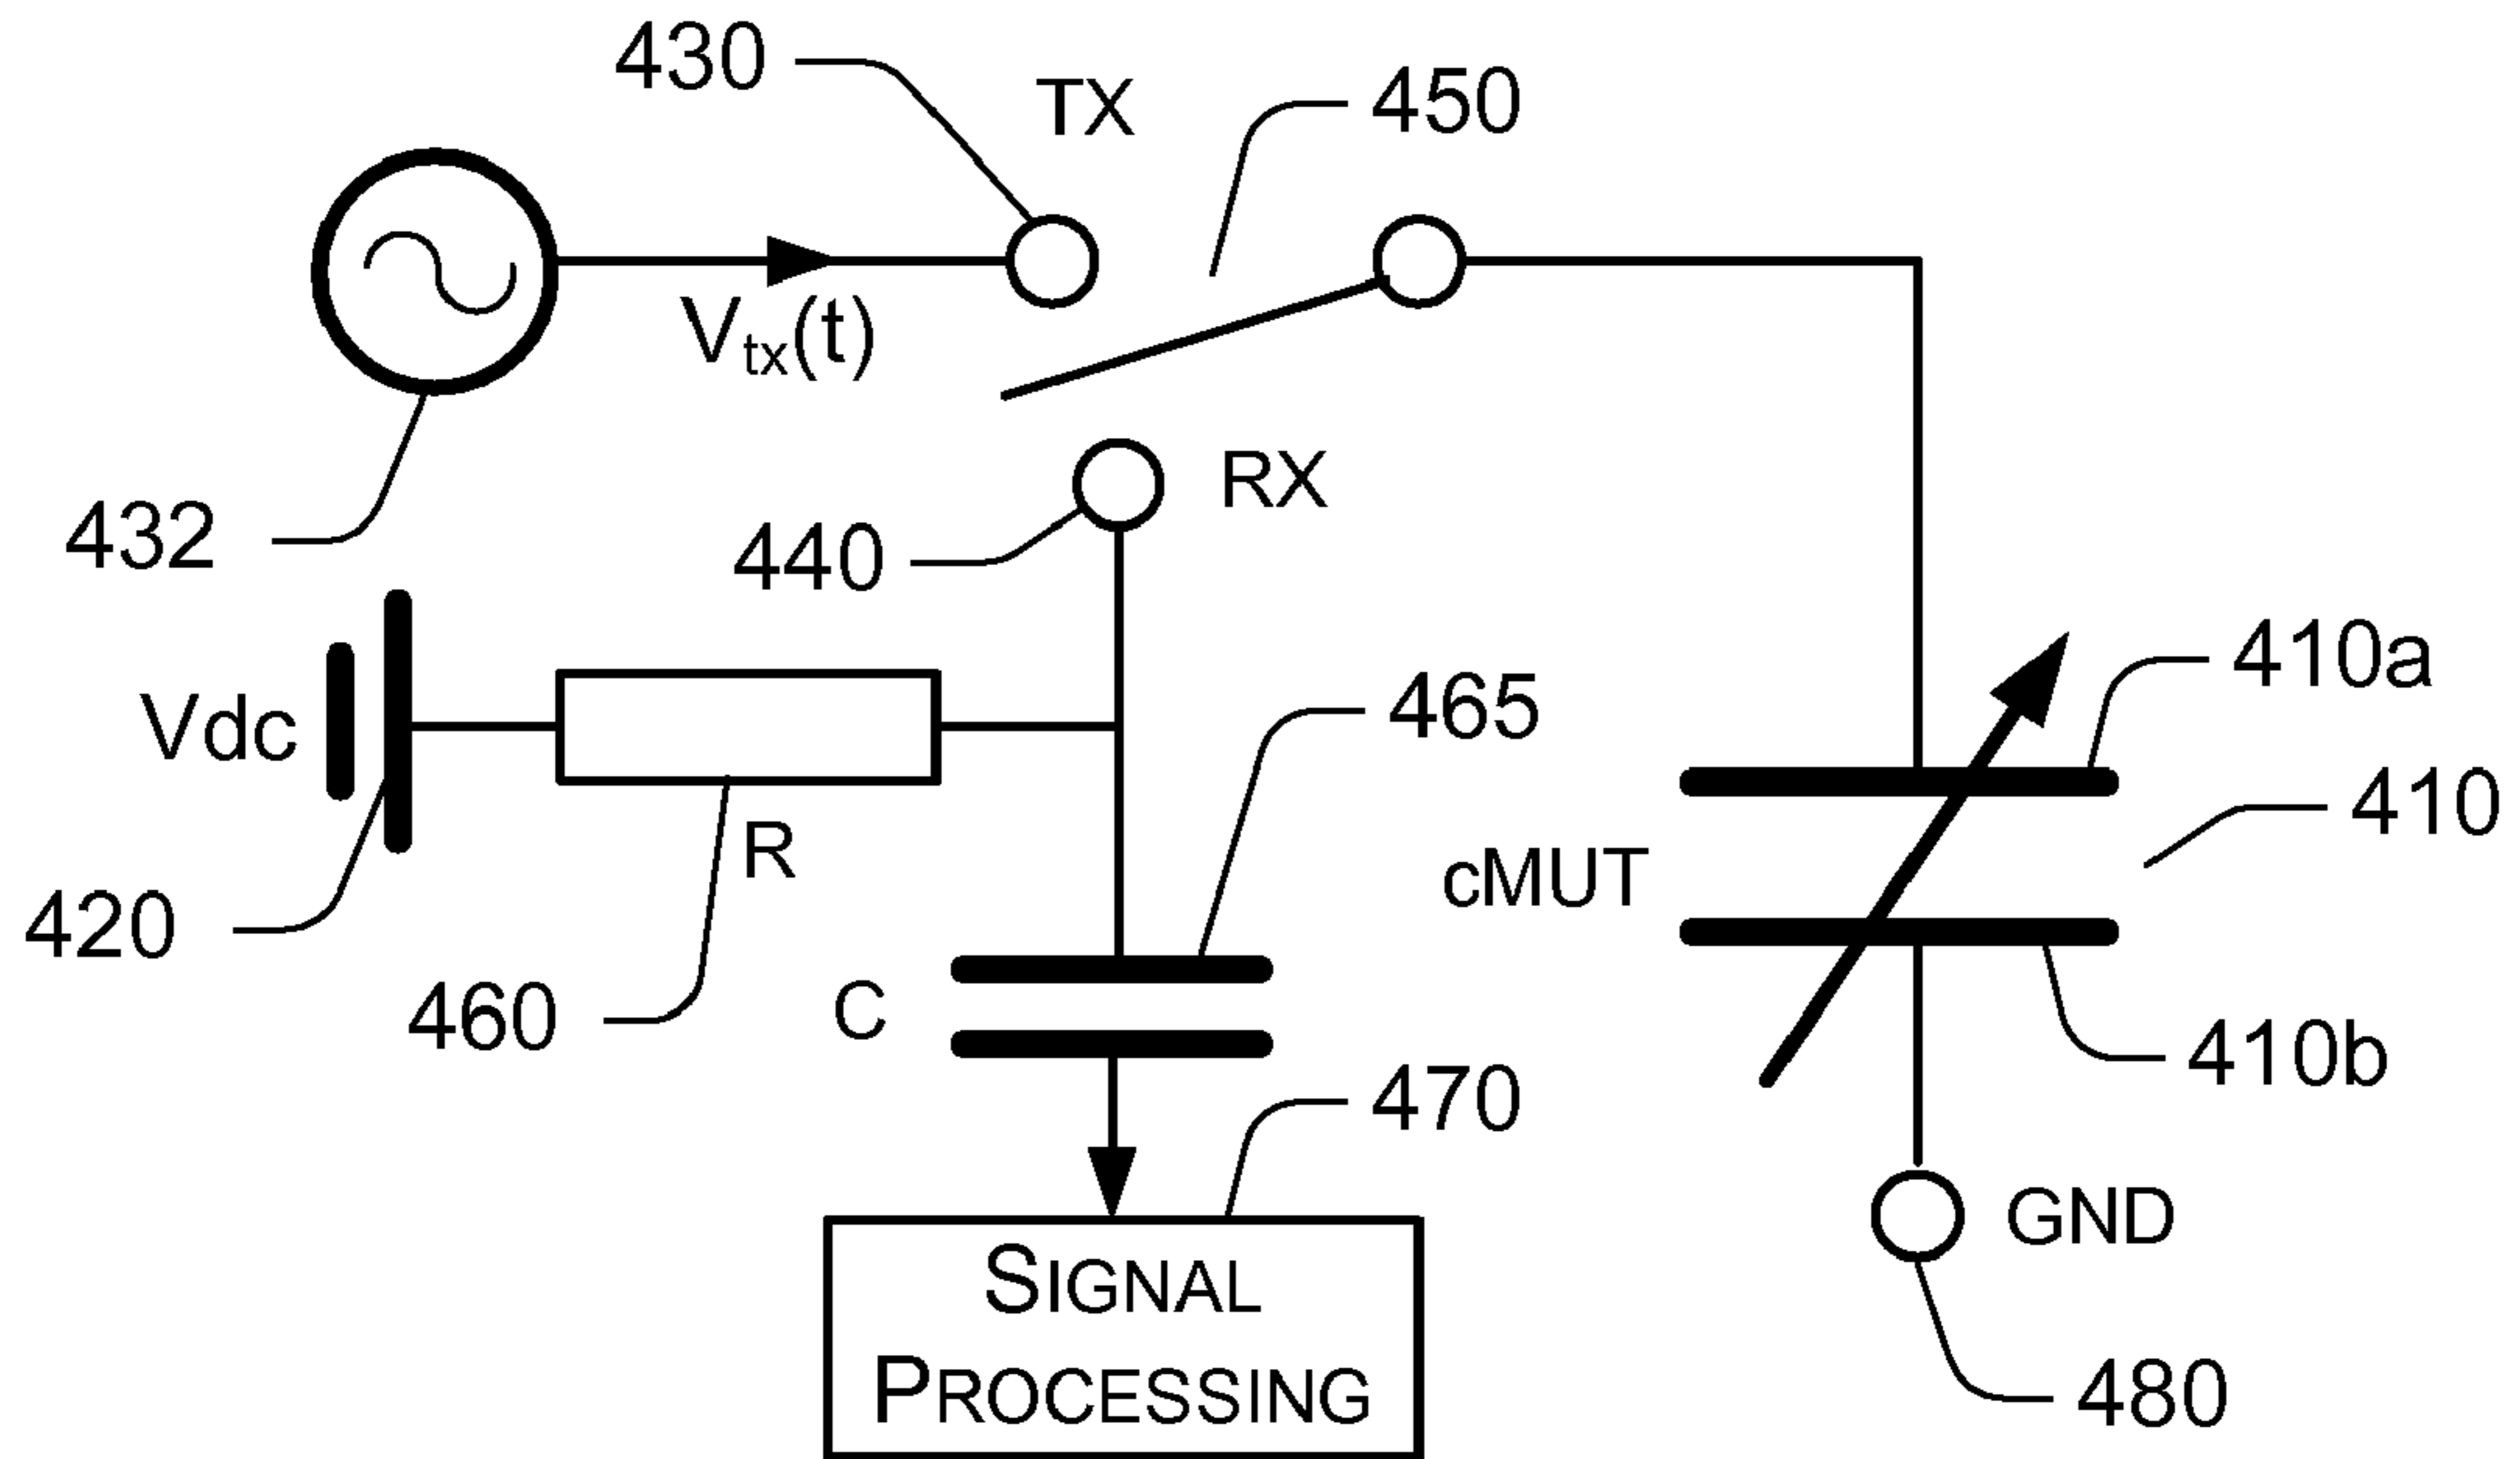 430
TX
450
Vtx(t)
432
440
RX
410a
Vdc
465
410
R
cMUT
420
460
C
410b
470
GND
SIGNAL
PROCESSING
480